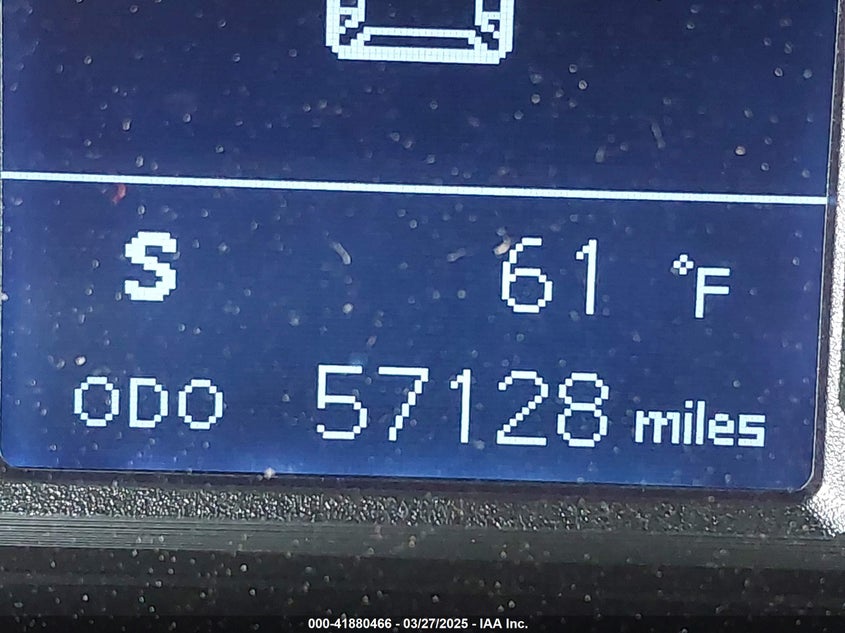 S 61 °F
ODO 57128 miles
000-41880466 - 03/27/2025 - IAA Inc.